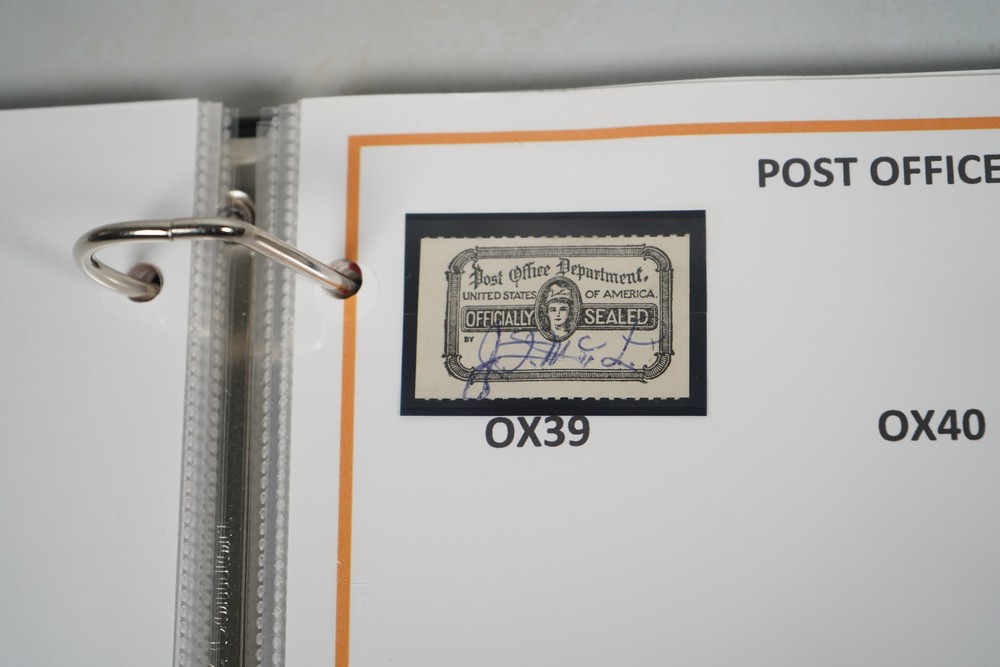 POST OFFICE
Post Office Department.
UNITED STATES OF AMERICA.
OFFICIALLY SEALED
BY
OX39
OX40